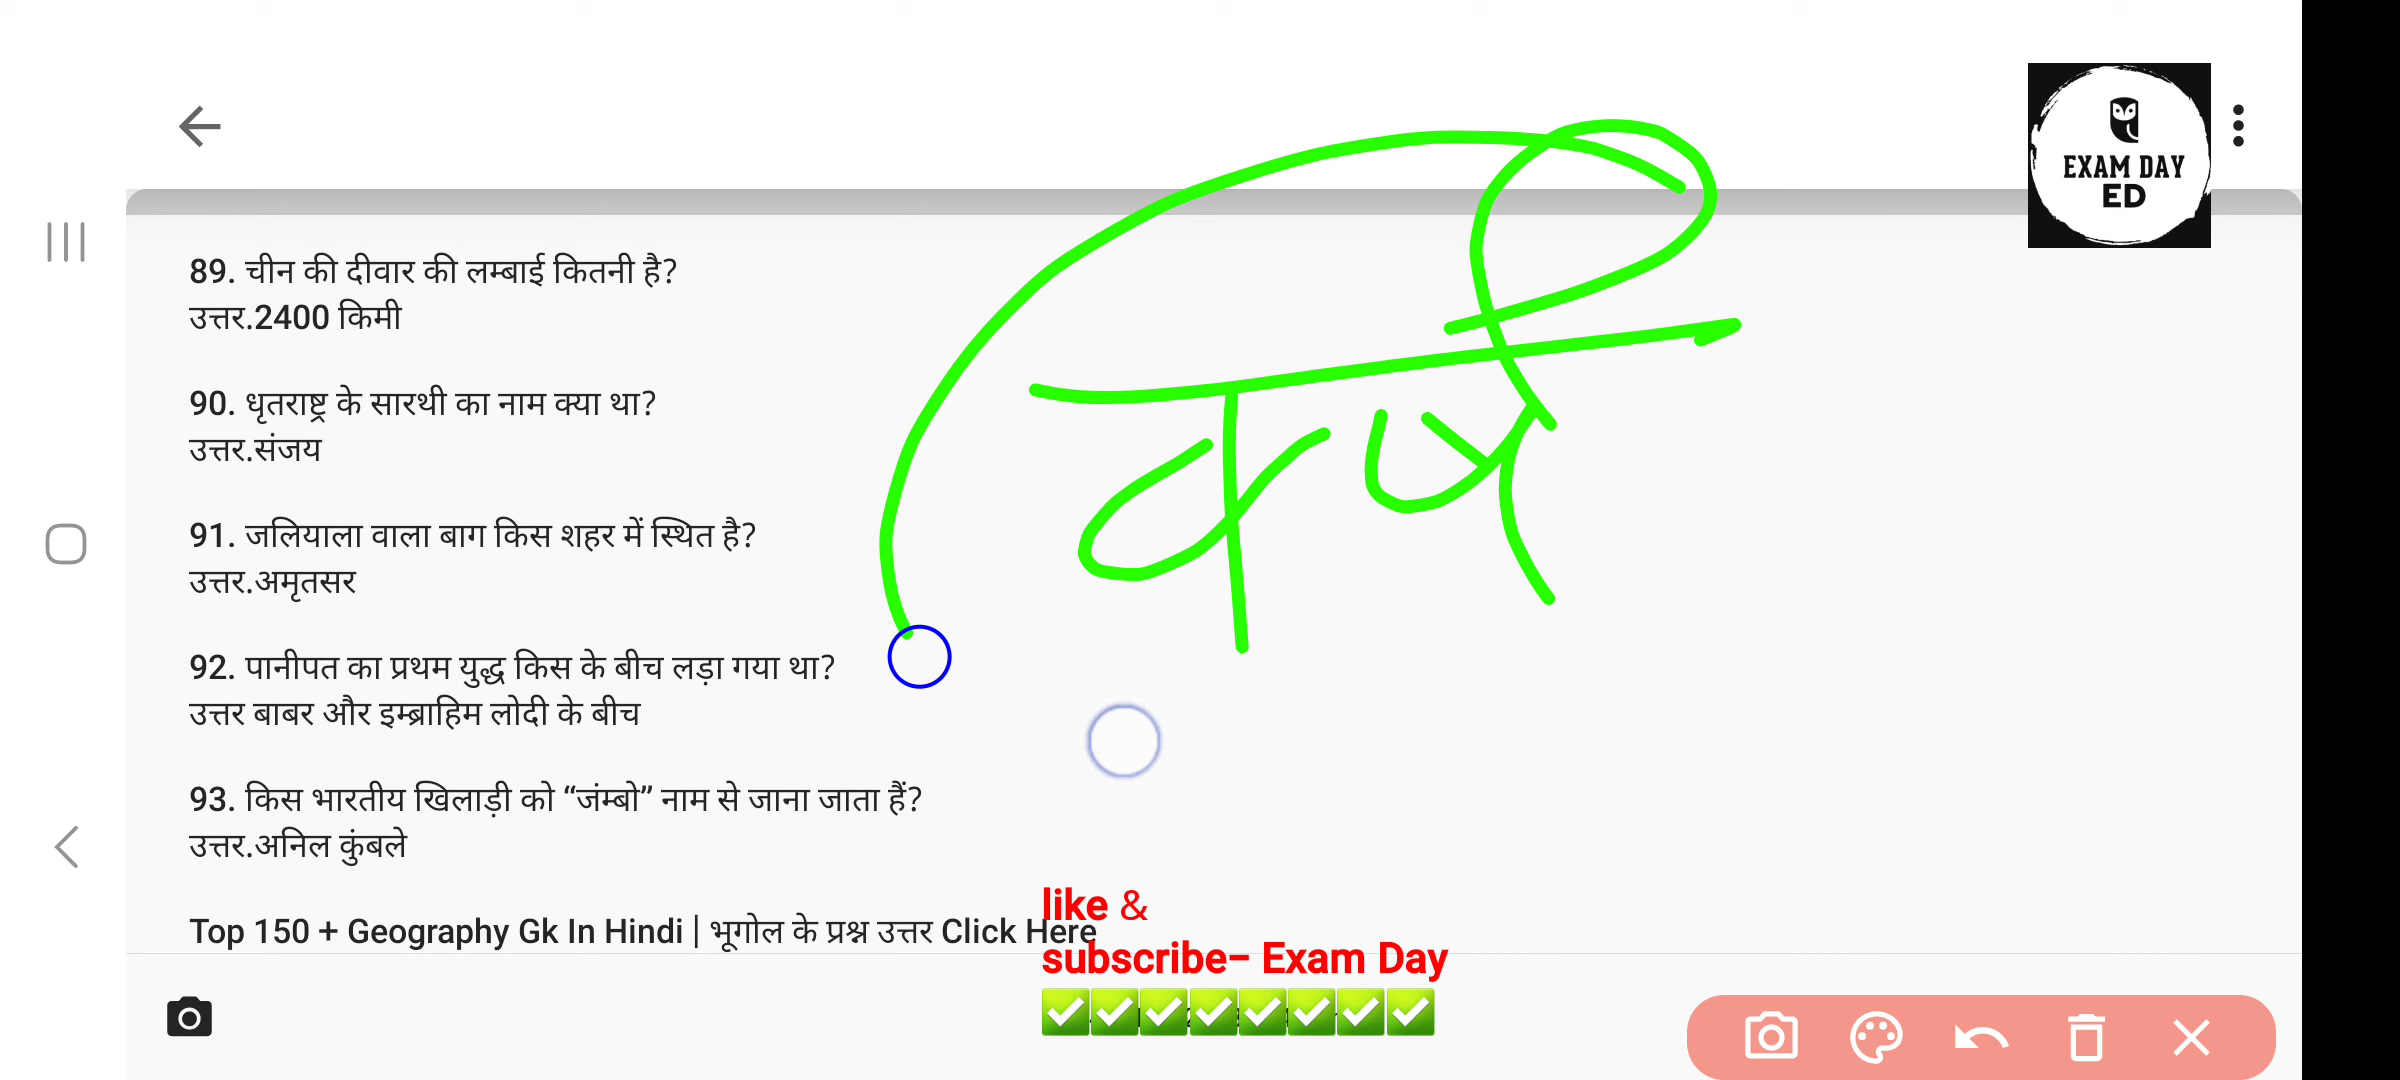 EXAM DAY
ED
89. चीन की दीवार की लम्बाई कितनी है?
उत्तर.2400 किमी
90. धृतराष्ट्र के सारथी का नाम क्या था?
उत्तर.संजय
91. जलियाला वाला बाग किस शहर में स्थित है?
उत्तर.अमृतसर
92. पानीपत का प्रथम युद्ध किस के बीच लड़ा गया था?
उत्तर बाबर और इम्ब्राहिम लोदी के बीच
93. किस भारतीय खिलाड़ी को “जंम्बो” नाम से जाना जाता हैं?
उत्तर.अनिल कुंबले
Top 150 + Geography Gk In Hindi | भूगोल के प्रश्न उत्तर Click Here
like &
subscribe– Exam Day